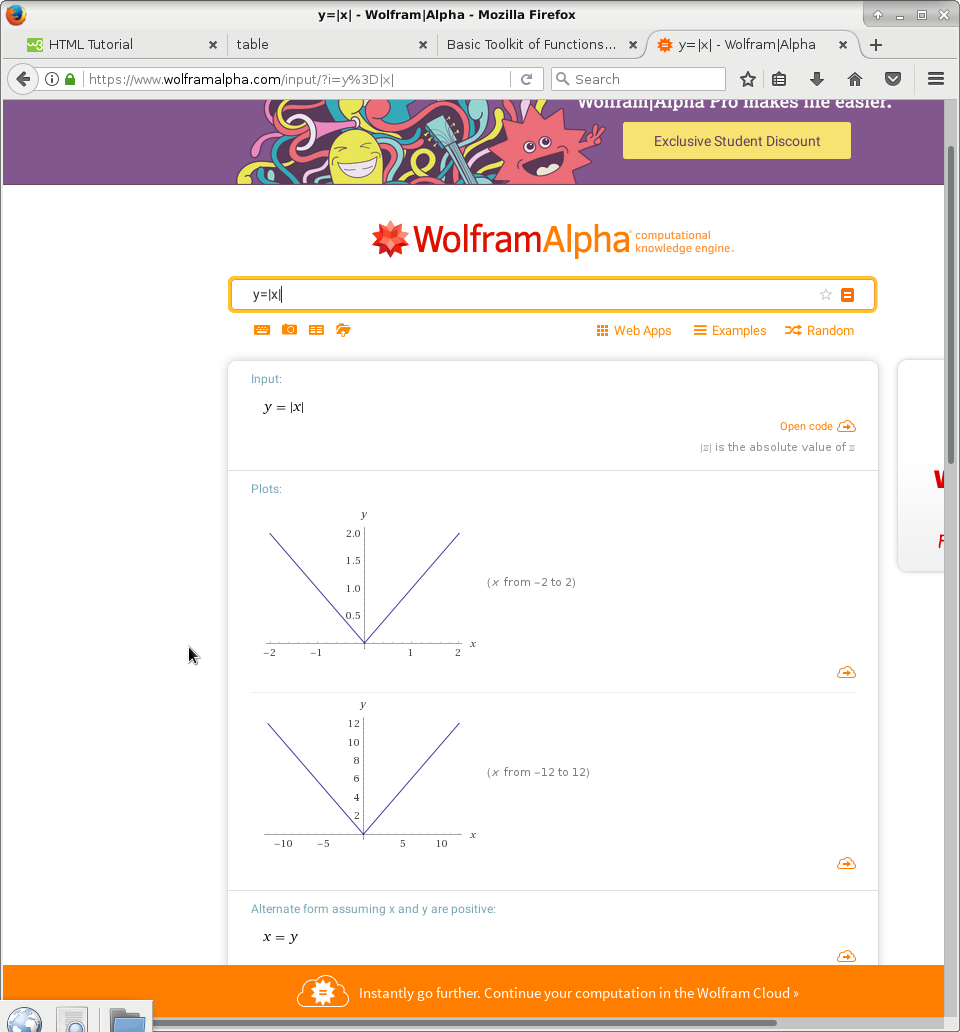 y=|x| - Wolfram|Alpha - Mozilla Firefox
HTML Tutorial
table
Basic Toolkit of Functions...
y=|x| - Wolfram|Alpha
https://www.wolframalpha.com/input/?i=y%3D|x|
Search
Wolfram|Alpha Pro makes life easier.
Exclusive Student Discount
WolframAlpha computational
knowledge engine.
y=|x|
Web Apps
Examples
Random
Input:
y = |x|
Open code
|z| is the absolute value of z
Plots:
y
2.0
1.5
(x from −2 to 2)
1.0
0.5
x
−2 −1 1 2
y
12
10
8
(x from −12 to 12)
6
4
2
x
−10 −5 5 10
Alternate form assuming x and y are positive:
x = y
Instantly go further. Continue your computation in the Wolfram Cloud »